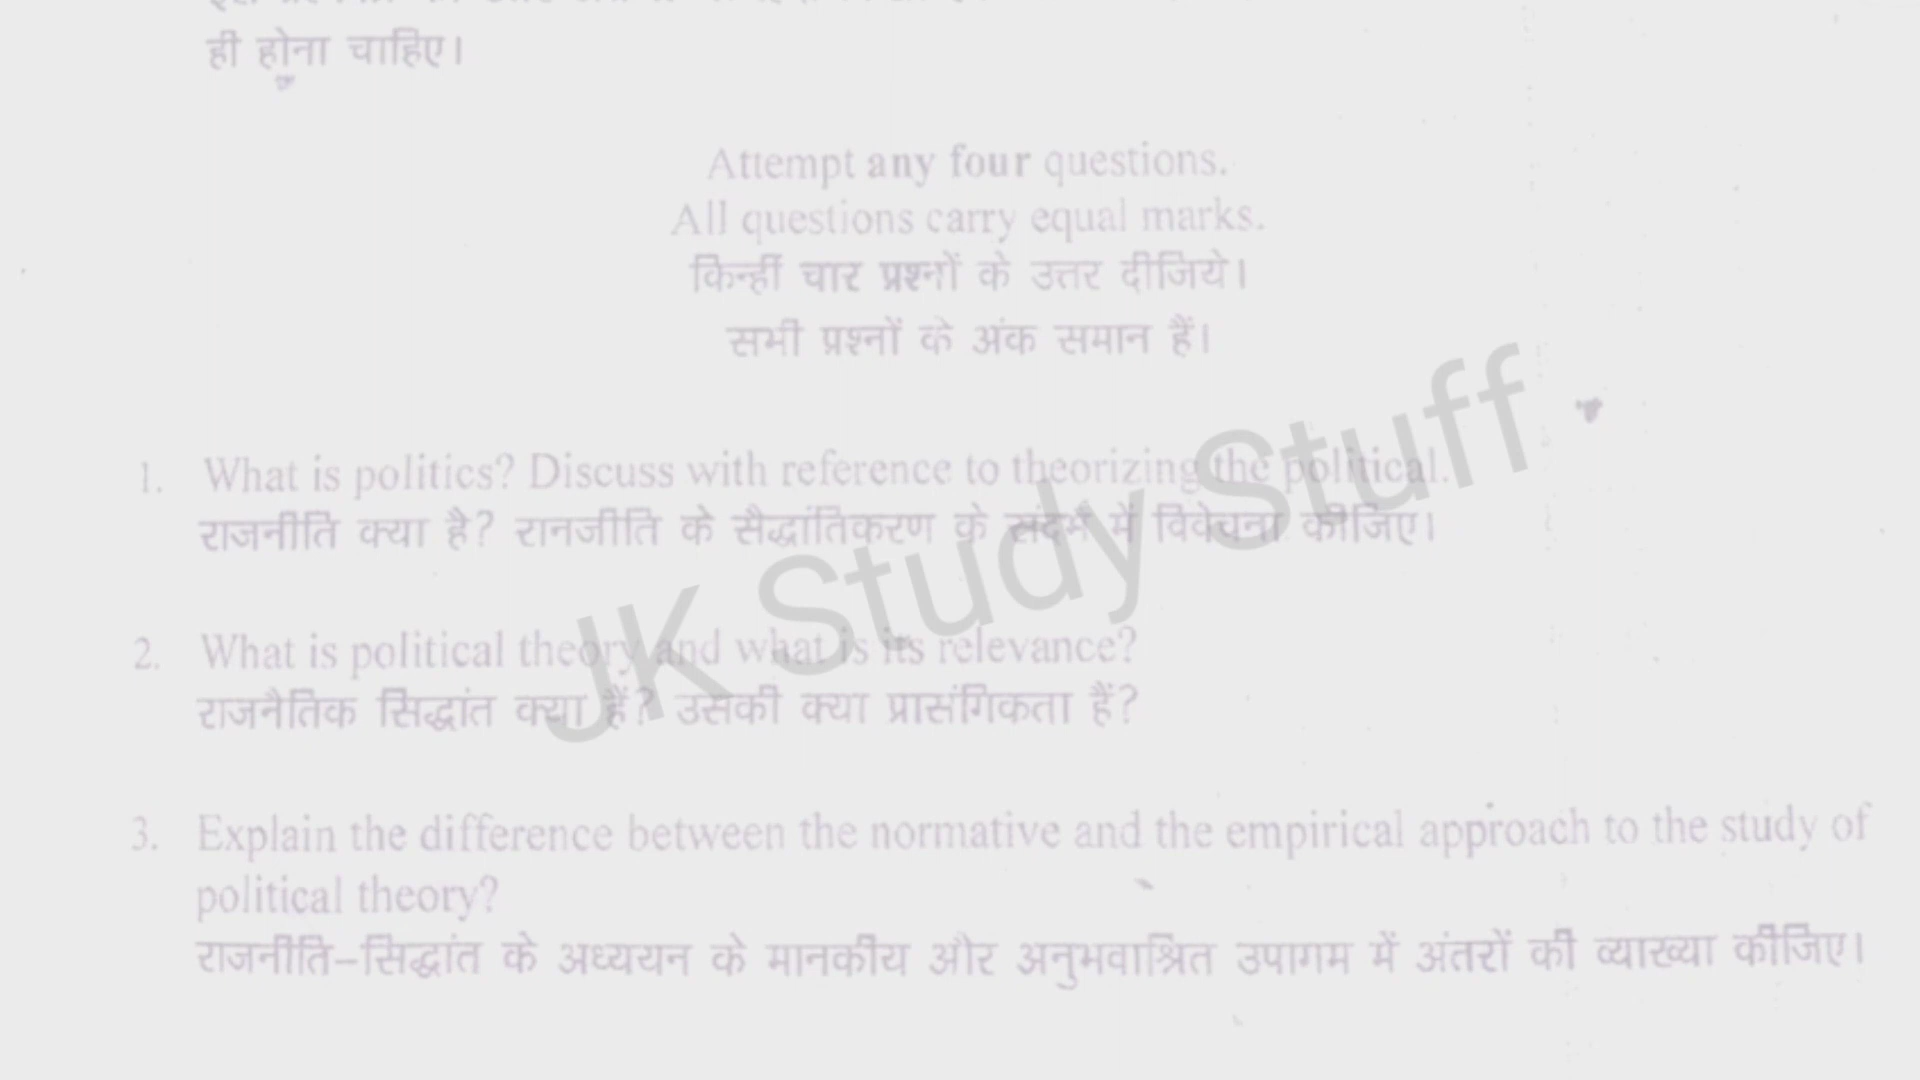 ही होना चाहिए।
Attempt any four questions.
All questions carry equal marks.
किन्हीं चार प्रश्नों के उत्तर दीजिये।
सभी प्रश्नों के अंक समान हैं।
1. What is politics? Discuss with reference to theorizing the political.
राजनीति क्या है? रानजीति के सैद्धांतिकरण के संदर्भ में विवेचना कीजिए।
2. What is political theory and what is its relevance?
राजनैतिक सिद्धांत क्या हैं? उसकी क्या प्रासंगिकता हैं?
3. Explain the difference between the normative and the empirical approach to the study of
political theory?
राजनीति–सिद्धांत के अध्ययन के मानकीय और अनुभवाश्रित उपागम में अंतरों की व्याख्या कीजिए।
JK Study Stuff